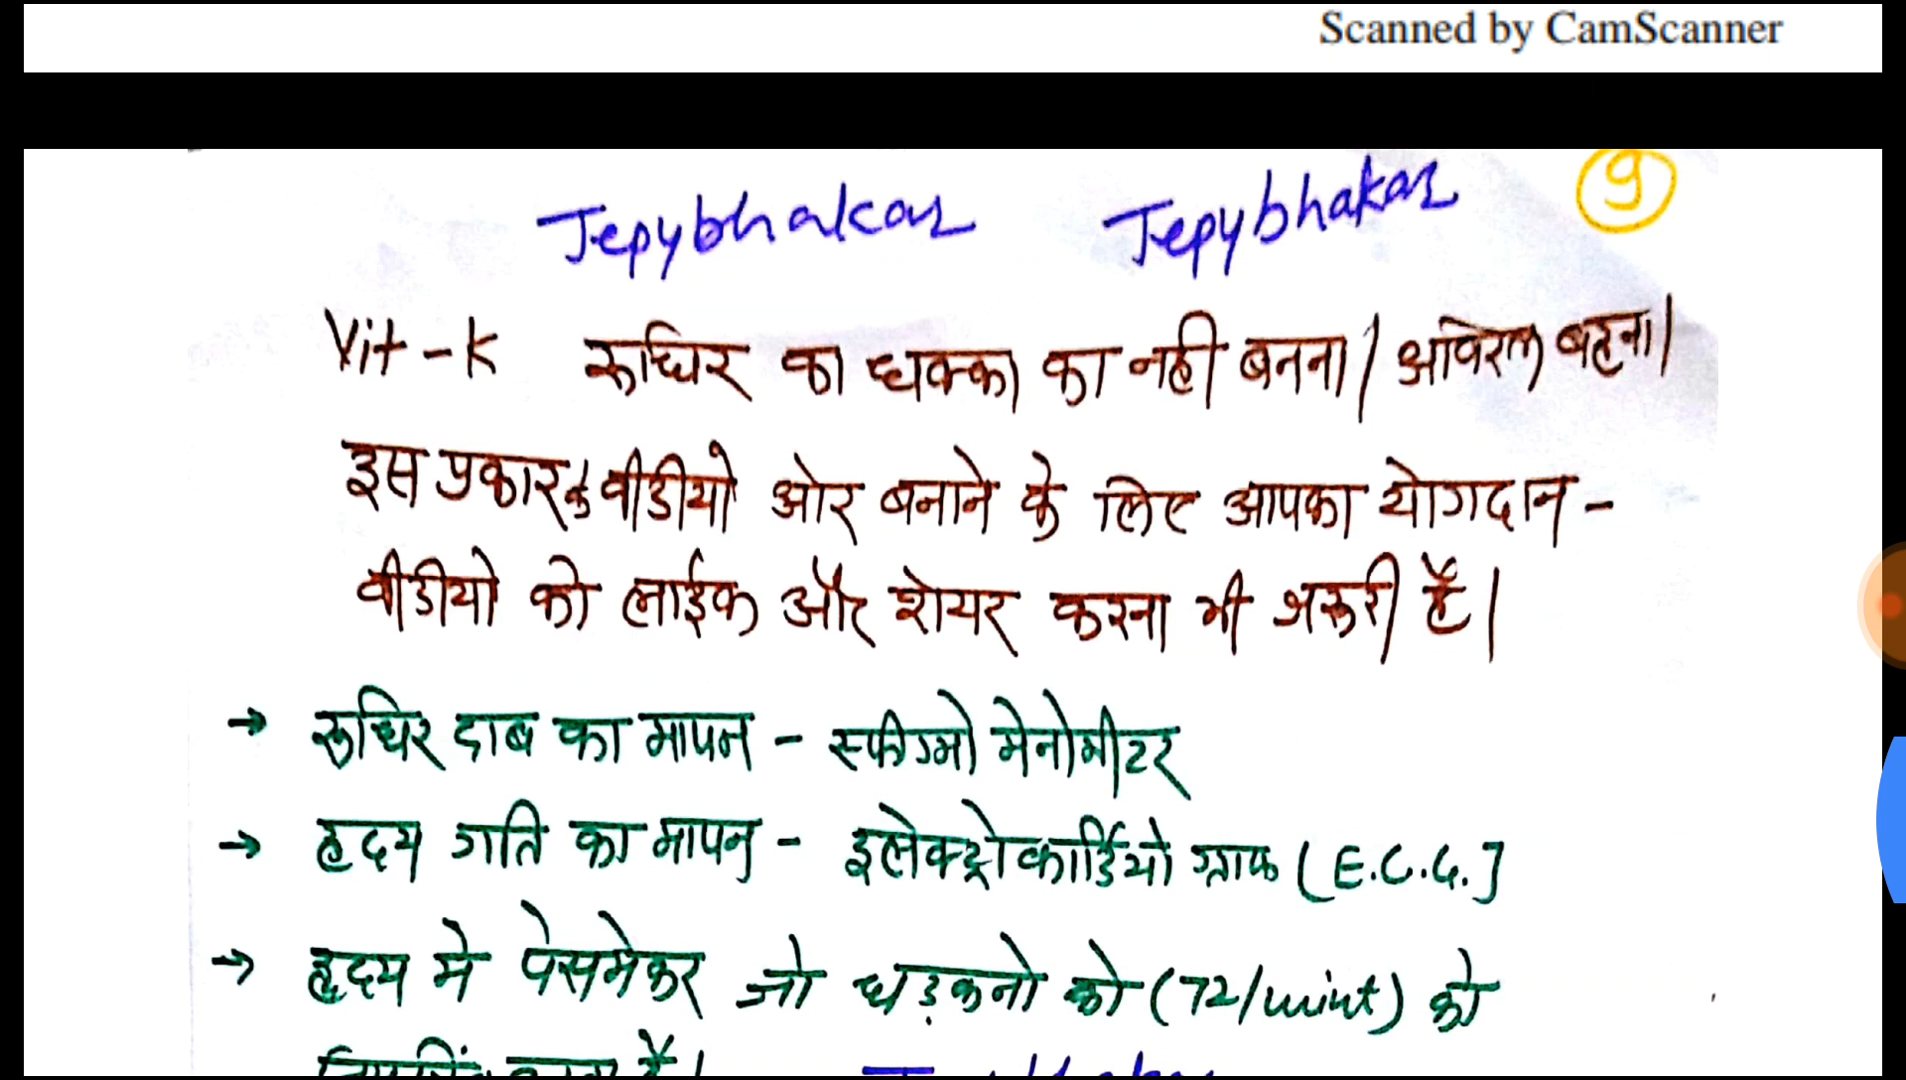 Scanned by CamScanner
9
Jepybhakar Jepybhakar
Vit-K रूधिर का थक्का का नही बनना/ अविरल बहना।
इस प्रकार के वीडीयो ओर बनाने के लिए आपका योगदान -
वीडीयो को लाईक और शेयर करना भी जरूरी है।
→ रूधिर दाब का मापन - स्फीग्मो मेनोमीटर
→ हृदय गति का मापन - इलेक्ट्रोकार्डियो ग्राफ (E.C.G.]
→ हृदय मे पेसमेकर जो धड़कनो को (72/mint) को